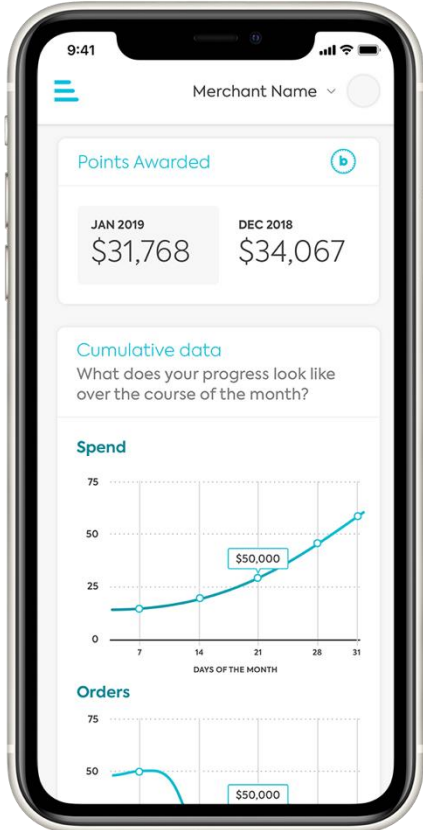 9:41
Merchant Name
Points Awarded
b
JAN 2019
DEC 2018
$31,768
$34,067
Cumulative data
What does your progress look like
over the course of the month?
Spend
75
50
$50,000
25
0
7 14 21 28 31
DAYS OF THE MONTH
Orders
75
50
$50,000